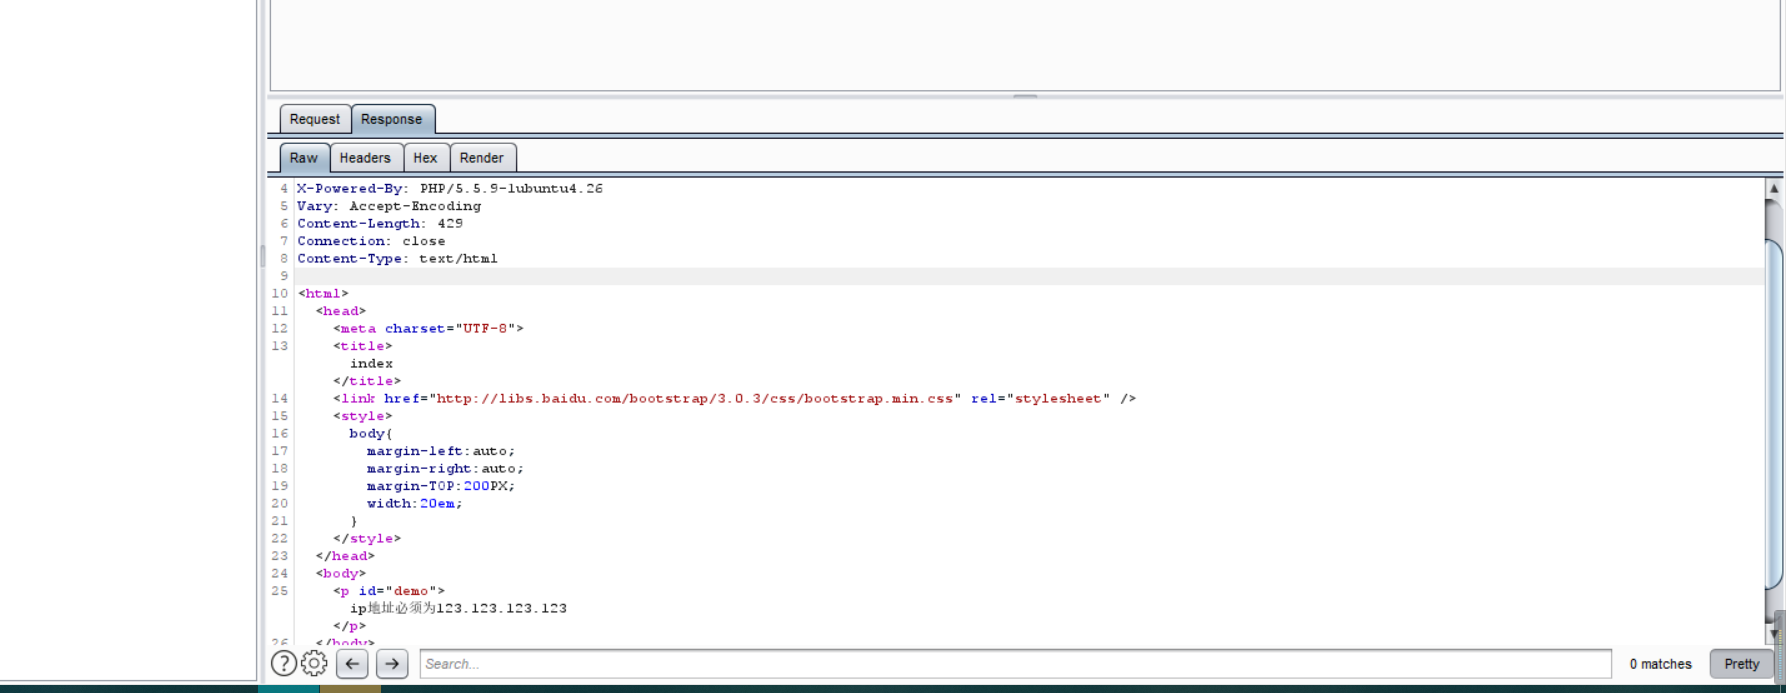 Request Response
Raw Headers Hex Render
4 X-Powered-By: PHP/5.5.9-1ubuntu4.26
5 Vary: Accept-Encoding
6 Content-Length: 429
7 Connection: close
8 Content-Type: text/html
9
10 <html>
11 <head>
12 <meta charset="UTF-8">
13 <title>
index
</title>
14 <link href="http://libs.baidu.com/bootstrap/3.0.3/css/bootstrap.min.css" rel="stylesheet" />
15 <style>
16 body{
17 margin-left:auto;
18 margin-right:auto;
19 margin-TOP:200PX;
20 width:20em;
21 }
22 </style>
23 </head>
24 <body>
25 <p id="demo">
ip地址必须为123.123.123.123
</p>
26 </body>
Search... 0 matches Pretty